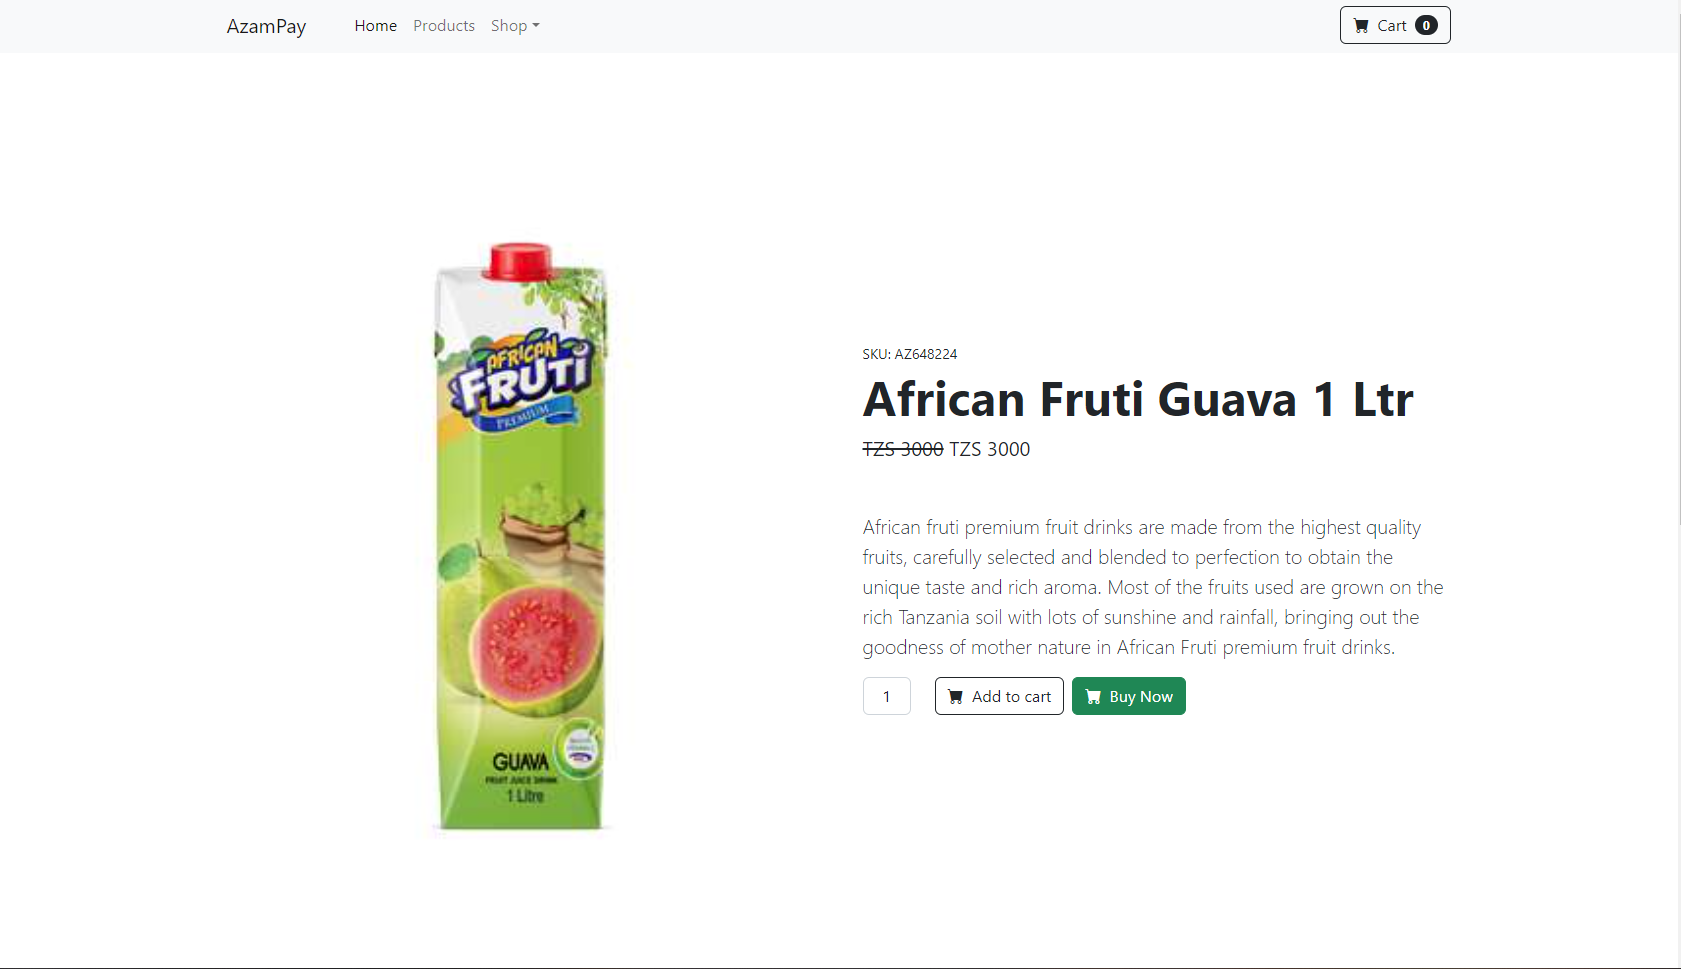 AzamPay Home Products Shop Cart 0
AFRICAN
FRUTI
PREMIUM
GUAVA
FRUIT JUICE DRINK
1 Litre
SKU: AZ648224
African Fruti Guava 1 Ltr
TZS 3000 TZS 3000
African fruti premium fruit drinks are made from the highest quality
fruits, carefully selected and blended to perfection to obtain the
unique taste and rich aroma. Most of the fruits used are grown on the
rich Tanzania soil with lots of sunshine and rainfall, bringing out the
goodness of mother nature in African Fruti premium fruit drinks.
1 Add to cart Buy Now